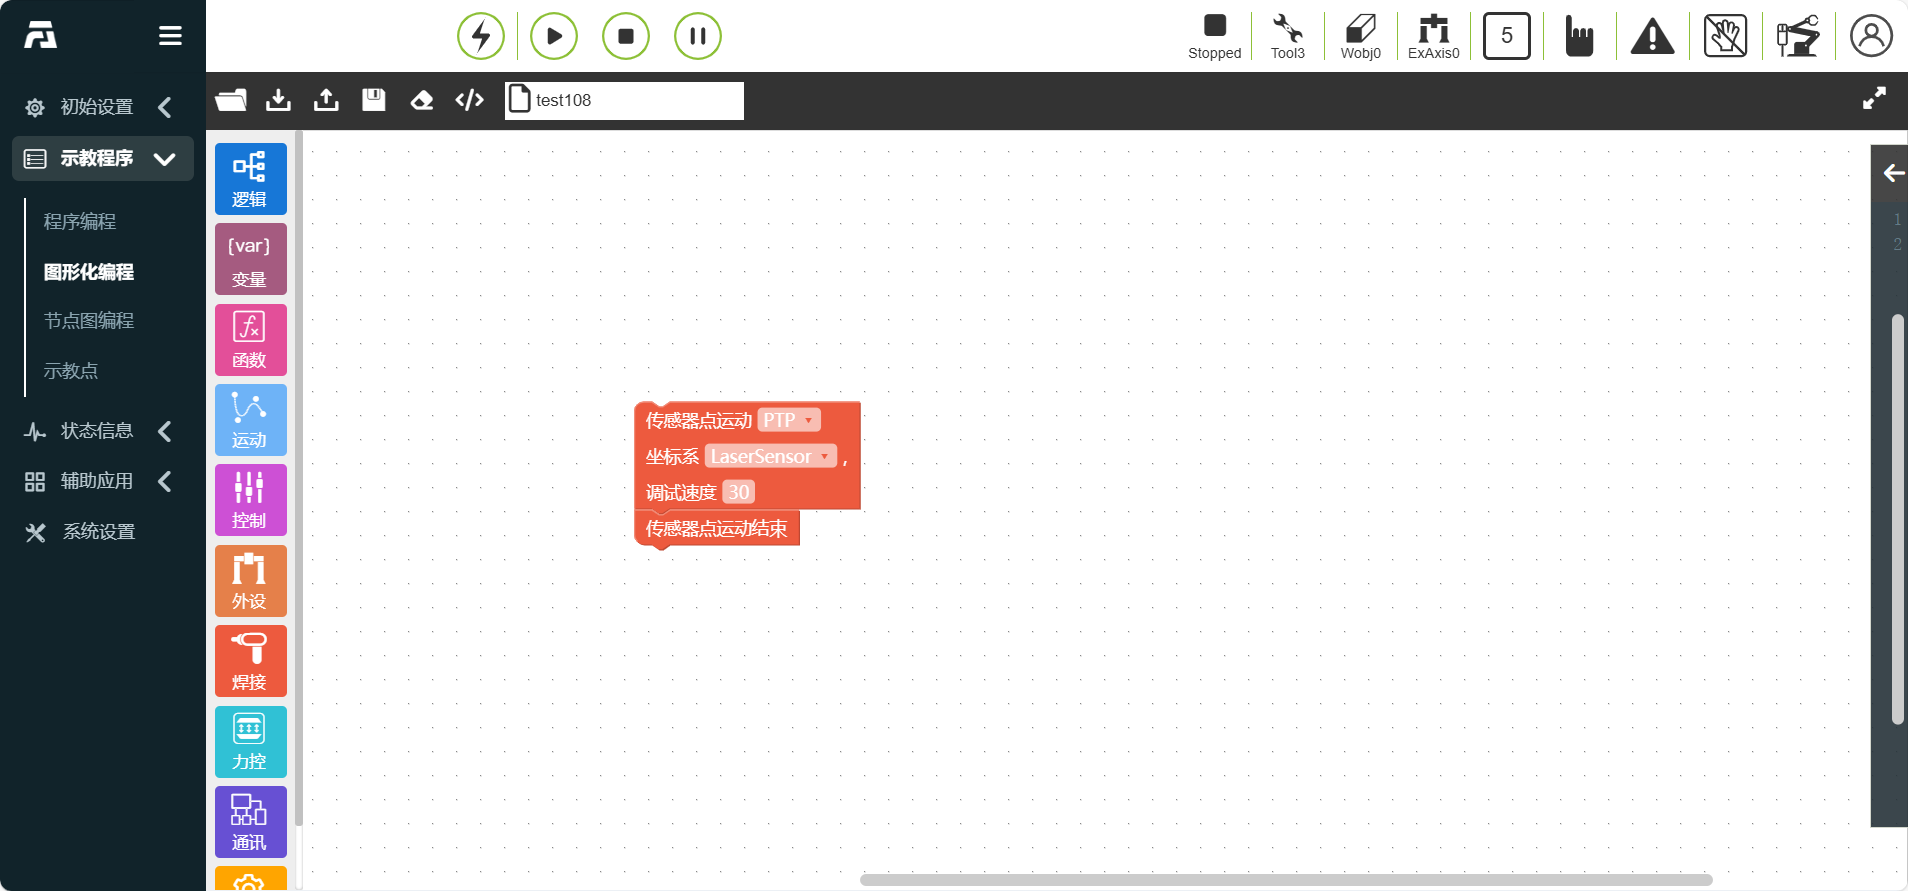 Stopped
Tool3
Wobj0
ExAxis0
5
初始设置
示教程序
程序编程
图形化编程
节点图编程
示教点
状态信息
辅助应用
系统设置
test108
逻辑
{var}
变量
fx
函数
运动
控制
外设
焊接
力控
通讯
传感器点运动 PTP
坐标系 LaserSensor ,
调试速度 30
传感器点运动结束
1
2